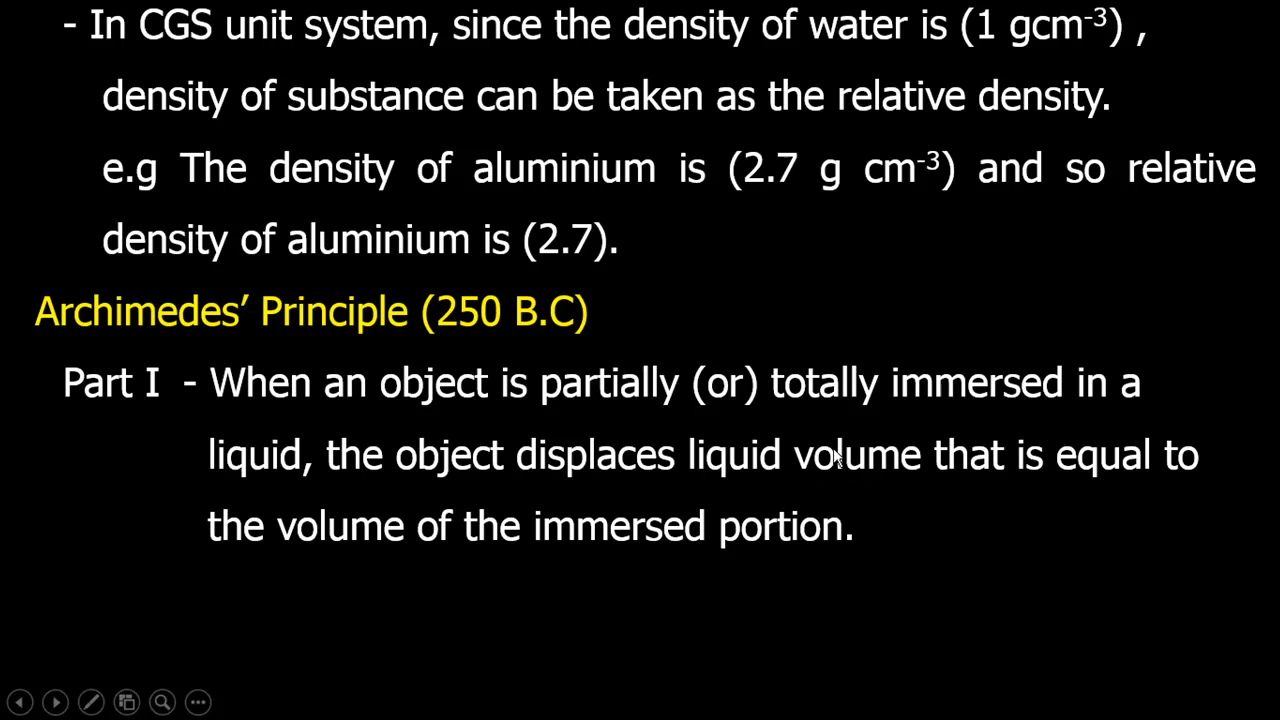 - In CGS unit system, since the density of water is (1 gcm⁻³) ,
density of substance can be taken as the relative density.
e.g The density of aluminium is (2.7 g cm⁻³) and so relative
density of aluminium is (2.7).
Archimedes’ Principle (250 B.C)
Part I - When an object is partially (or) totally immersed in a
liquid, the object displaces liquid volume that is equal to
the volume of the immersed portion.